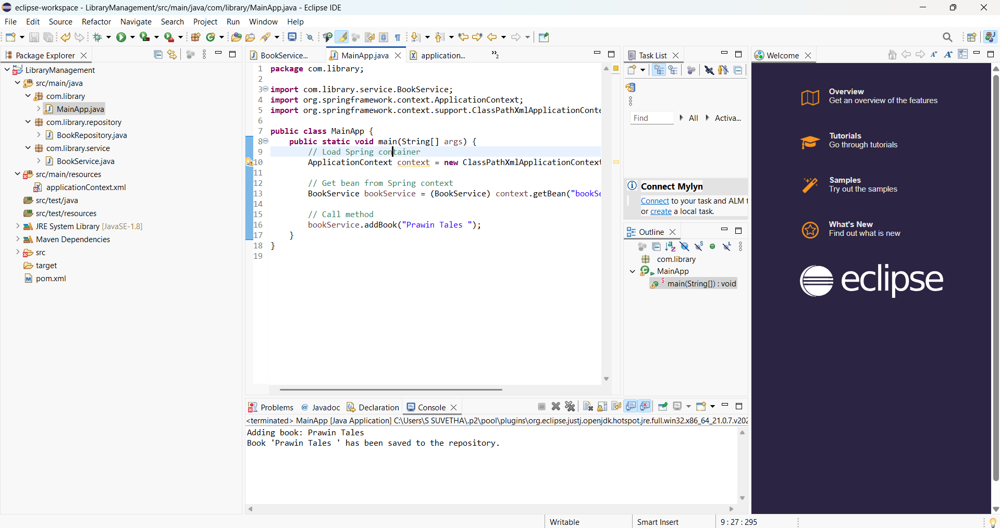 eclipse-workspace - LibraryManagement/src/main/java/com/library/MainApp.java - Eclipse IDE
File Edit Source Refactor Navigate Search Project Run Window Help
Package Explorer
LibraryManagement
src/main/java
com.library
MainApp.java
com.library.repository
BookRepository.java
com.library.service
BookService.java
src/main/resources
applicationContext.xml
src/test/java
src/test/resources
JRE System Library [JavaSE-1.8]
Maven Dependencies
src
target
pom.xml
BookService... MainApp.java application... »2
1 package com.library;
2
3 import com.library.service.BookService;
4 import org.springframework.context.ApplicationContext;
5 import org.springframework.context.support.ClassPathXmlApplicationConte
6
7 public class MainApp {
8 public static void main(String[] args) {
9 // Load Spring container
10 ApplicationContext context = new ClassPathXmlApplicationContext
11
12 // Get bean from Spring context
13 BookService bookService = (BookService) context.getBean("bookSe
14
15 // Call method
16 bookService.addBook("Prawin Tales ");
17 }
18 }
19
Task List
Find All Activa...
Connect Mylyn
Connect to your task and ALM t
or create a local task.
Outline
com.library
MainApp
main(String[]) : void
Welcome
Overview
Get an overview of the features
Tutorials
Go through tutorials
Samples
Try out the samples
What's New
Find out what is new
eclipse
Problems @ Javadoc Declaration Console
<terminated> MainApp [Java Application] C:\Users\S SUVETHA\.p2\pool\plugins\org.eclipse.justj.openjdk.hotspot.jre.full.win32.x86_64_21.0.7.v202
Adding book: Prawin Tales
Book 'Prawin Tales ' has been saved to the repository.
Writable Smart Insert 9 : 27 : 295